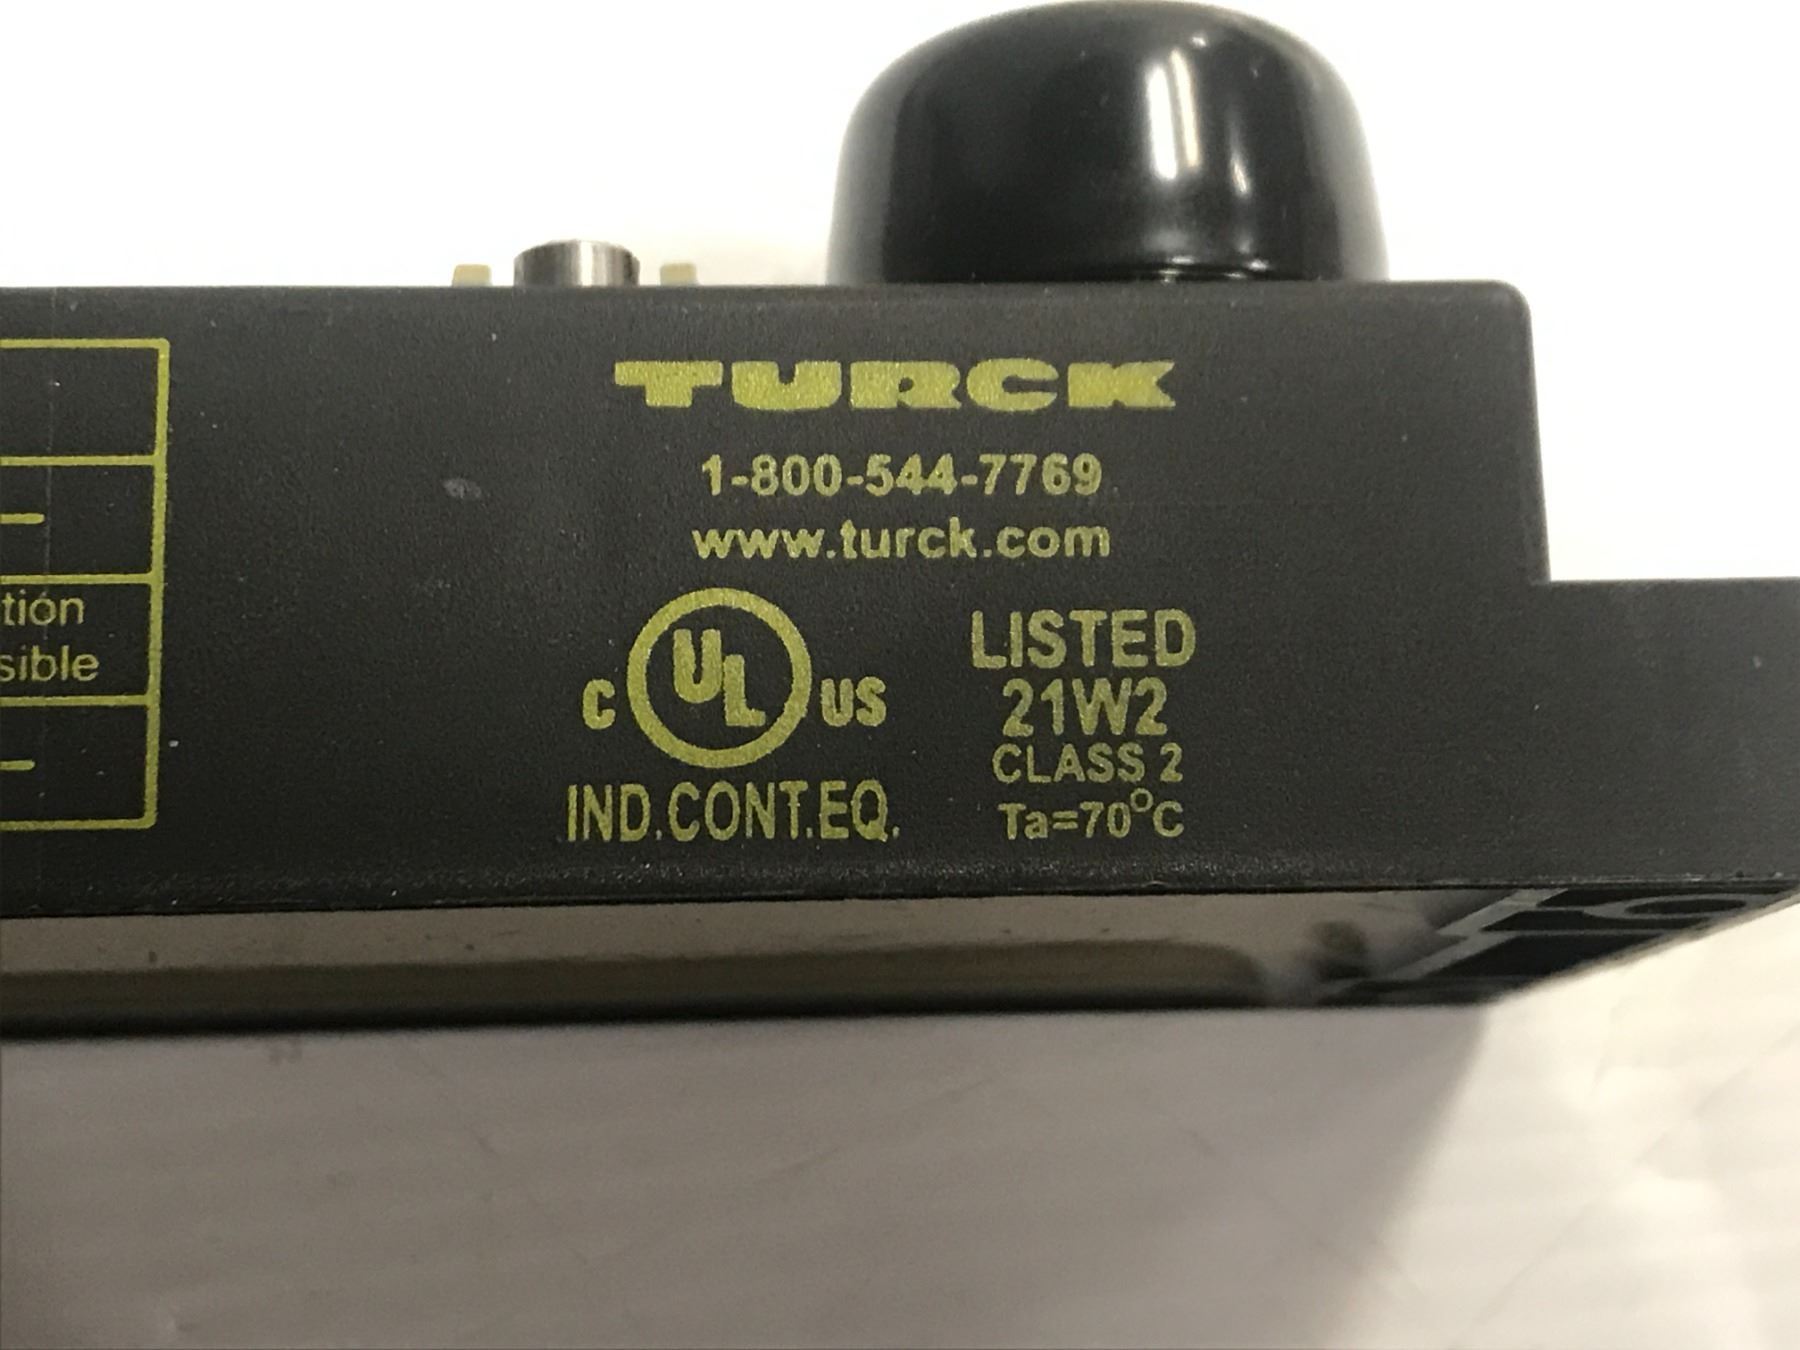 TURCK
1-800-544-7769
www.turck.com
tion
sible
C UL US
IND.CONT.EQ.
LISTED
21W2
CLASS 2
Ta=70°C